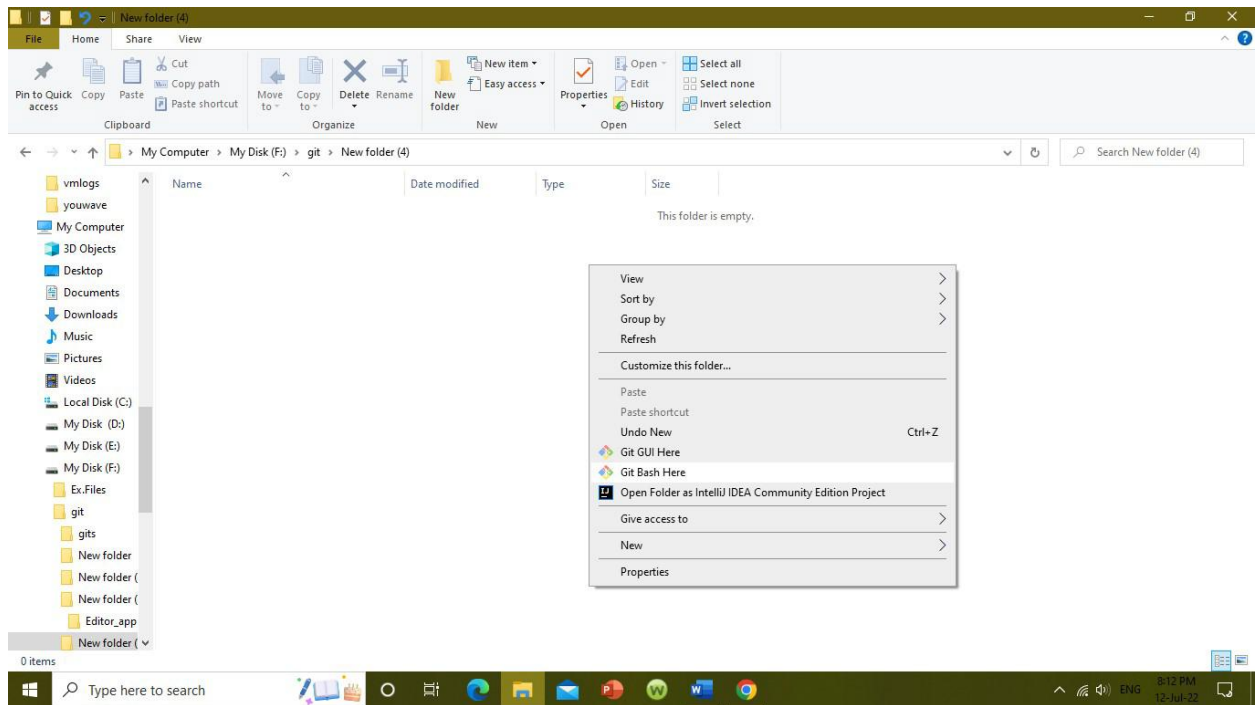 New folder (4)
File Home Share View
Pin to Quick access
Copy
Paste
Cut
Copy path
Paste shortcut
Clipboard
Move to
Copy to
Delete
Rename
Organize
New folder
New item
Easy access
New
Properties
Open
Edit
History
Open
Select all
Select none
Invert selection
Select
My Computer > My Disk (F:) > git > New folder (4)
Search New folder (4)
Name Date modified Type Size
This folder is empty.
vmlogs
youwave
My Computer
3D Objects
Desktop
Documents
Downloads
Music
Pictures
Videos
Local Disk (C:)
My Disk (D:)
My Disk (E:)
My Disk (F:)
Ex.Files
git
gits
New folder
New folder (
New folder (
Editor_app
New folder (
View
Sort by
Group by
Refresh
Customize this folder...
Paste
Paste shortcut
Undo New Ctrl+Z
Git GUI Here
Git Bash Here
Open Folder as IntelliJ IDEA Community Edition Project
Give access to
New
Properties
0 items
Type here to search
ENG
8:12 PM
12-Jul-22